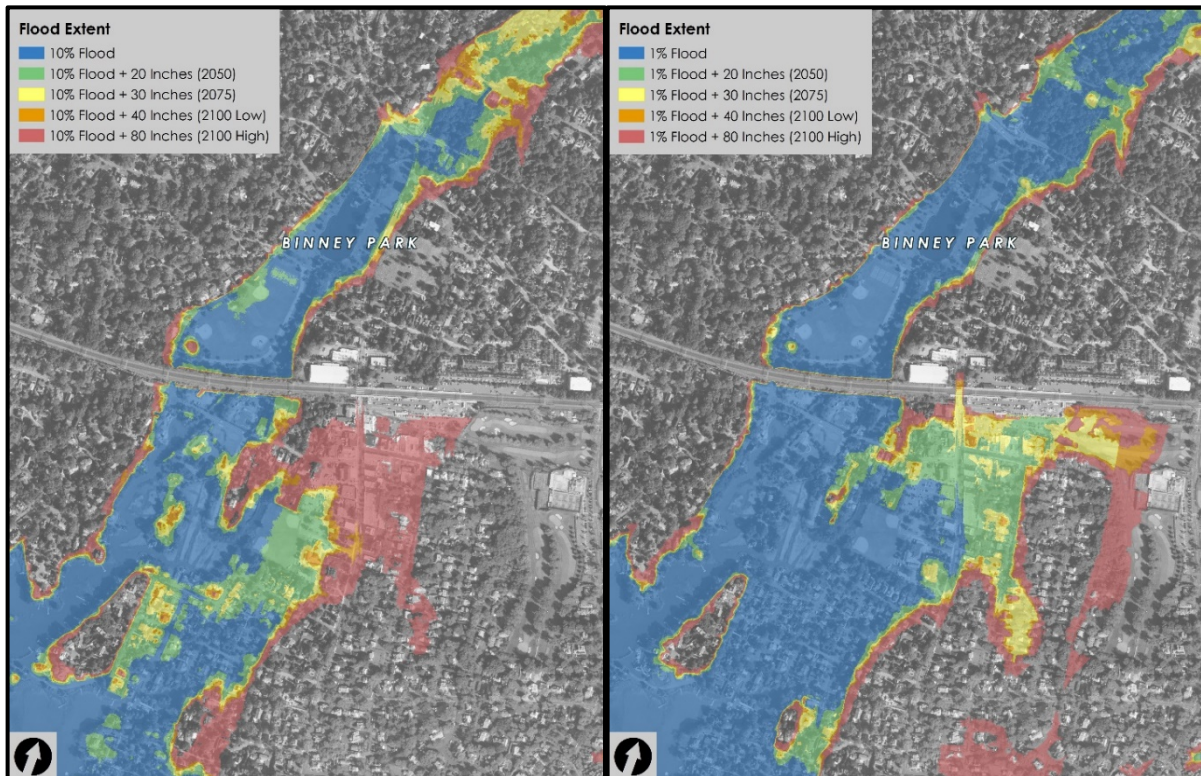 Flood Extent
10% Flood
10% Flood + 20 Inches (2050)
10% Flood + 30 Inches (2075)
10% Flood + 40 Inches (2100 Low)
10% Flood + 80 Inches (2100 High)
BINNEY PARK
Flood Extent
1% Flood
1% Flood + 20 Inches (2050)
1% Flood + 30 Inches (2075)
1% Flood + 40 Inches (2100 Low)
1% Flood + 80 Inches (2100 High)
BINNEY PARK